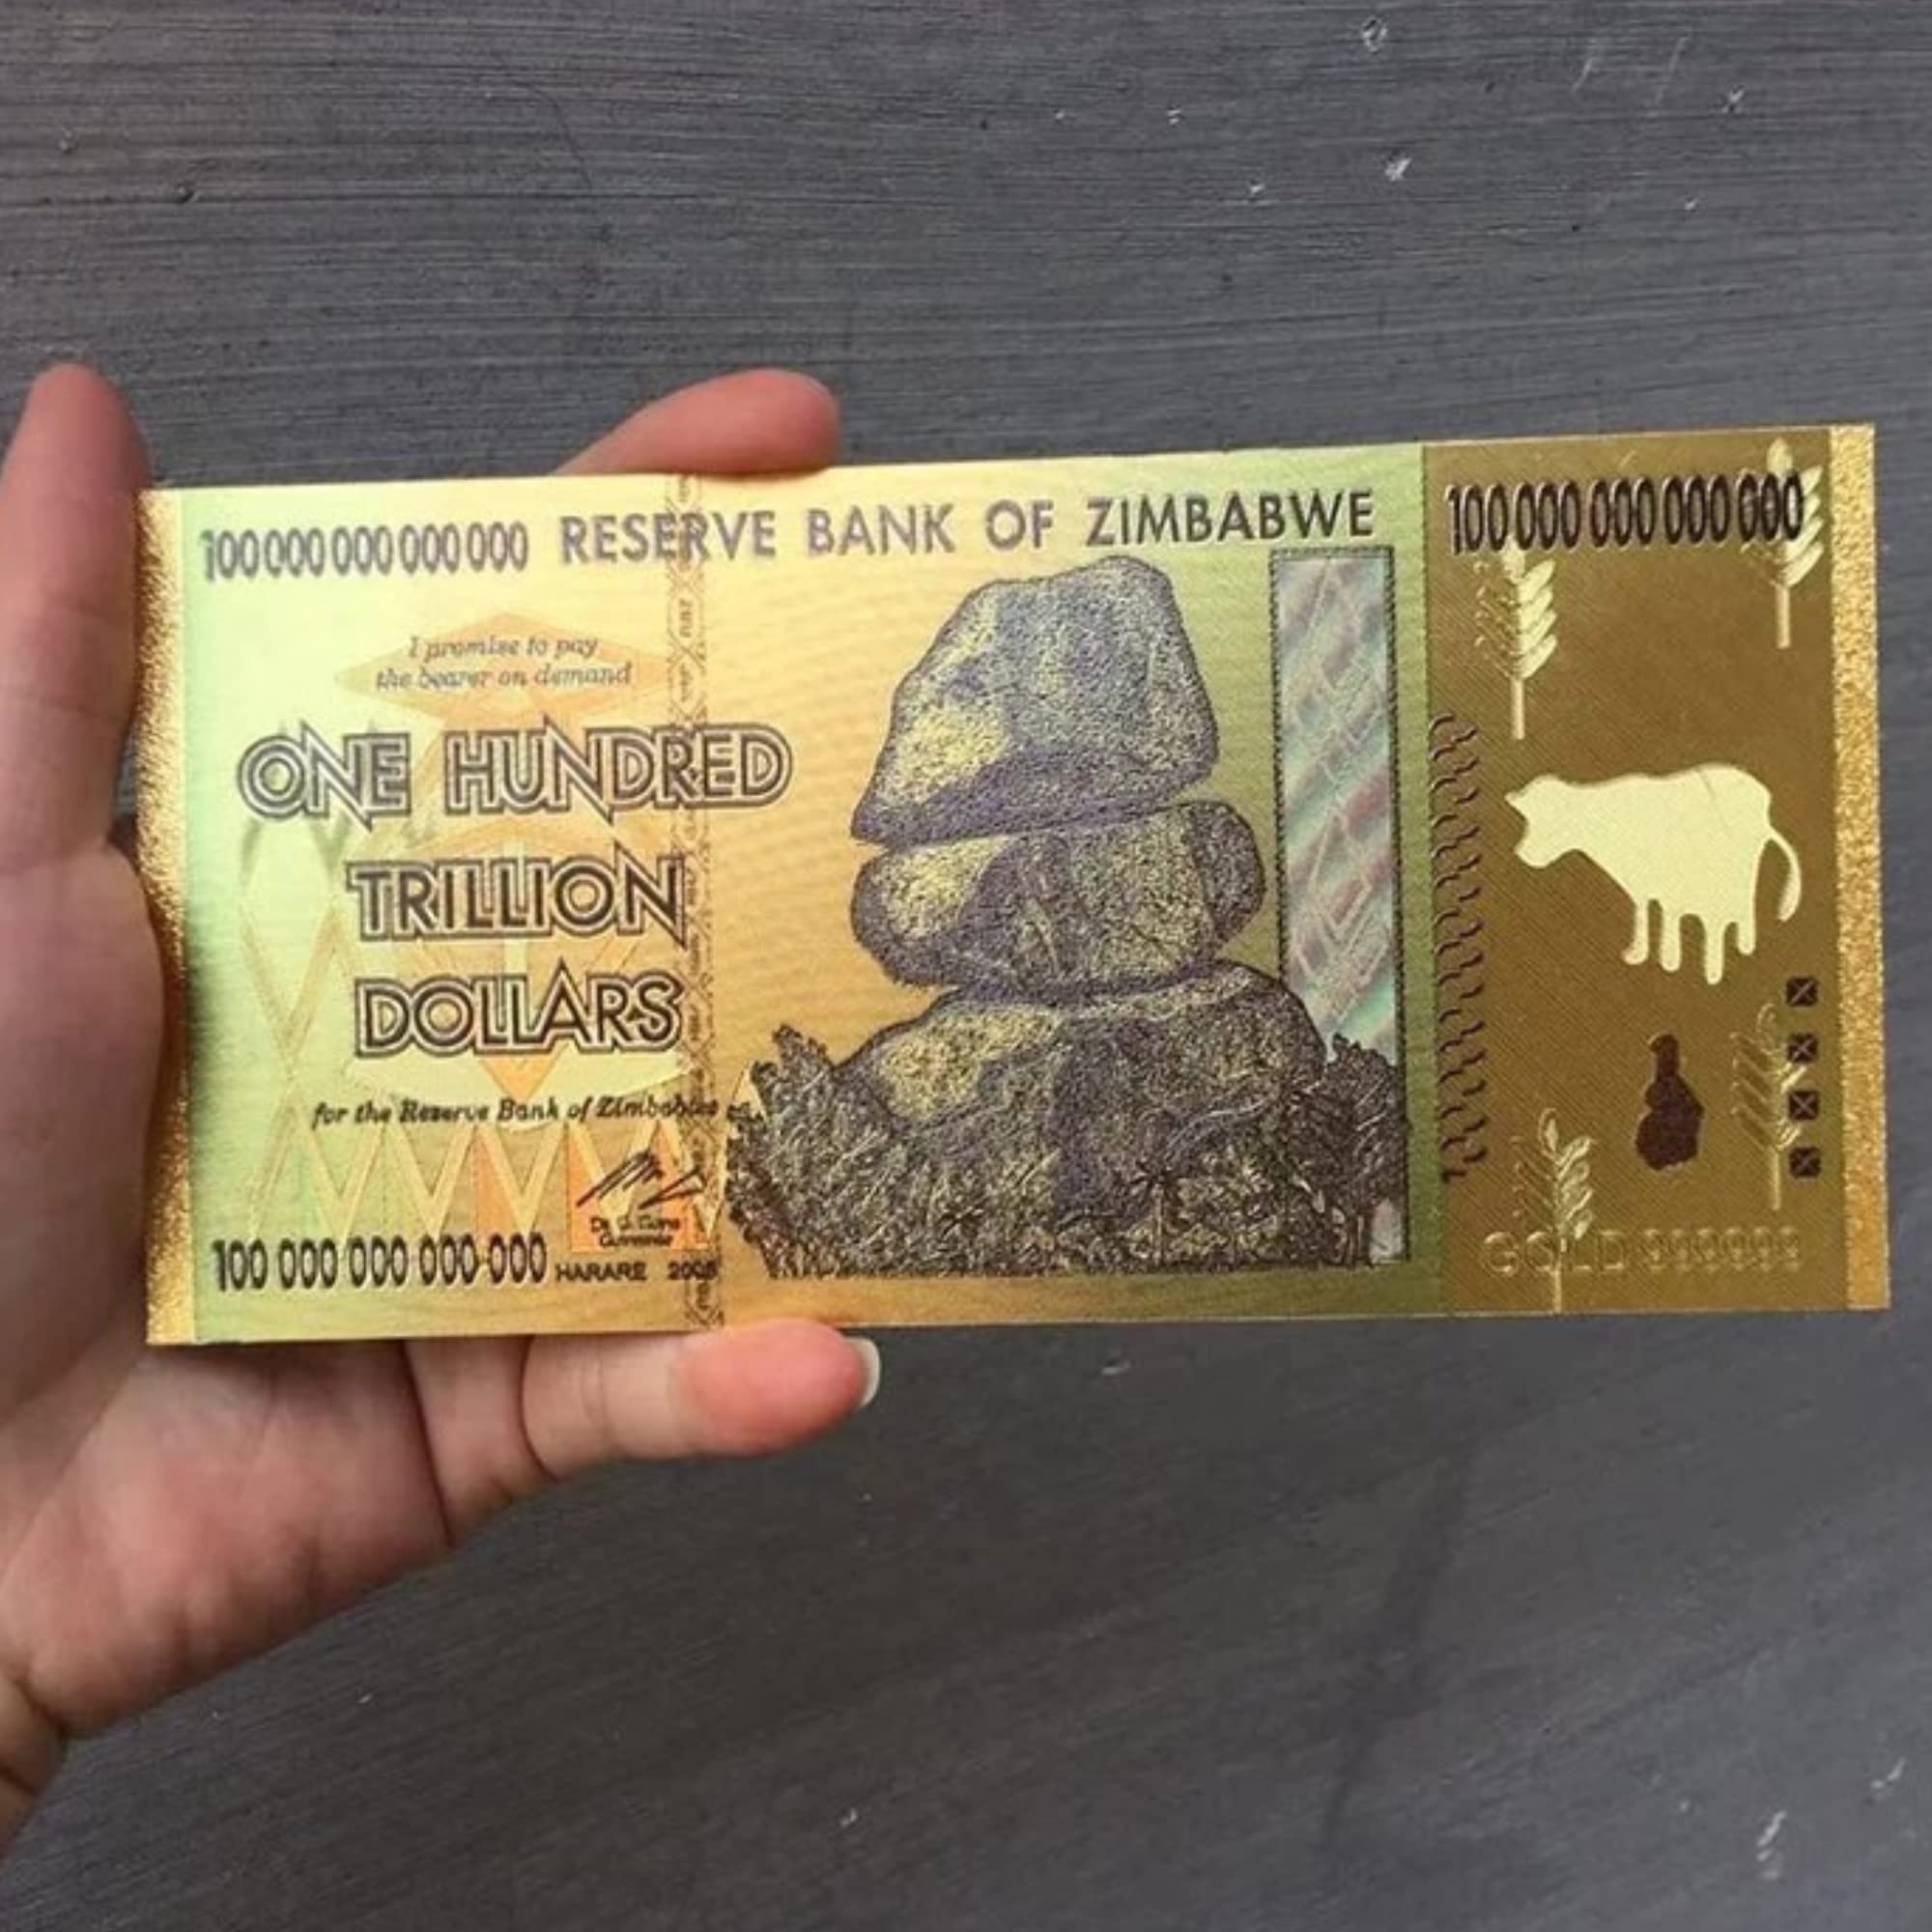 100 000 000 000 000 RESERVE BANK OF ZIMBABWE 100 000 000 000 000
I promise to pay
the bearer on demand
ONE HUNDRED
TRILLION
DOLLARS
for the Reserve Bank of Zimbabwe
100 000 000 000 000 HARARE 2008
GOLD 999999